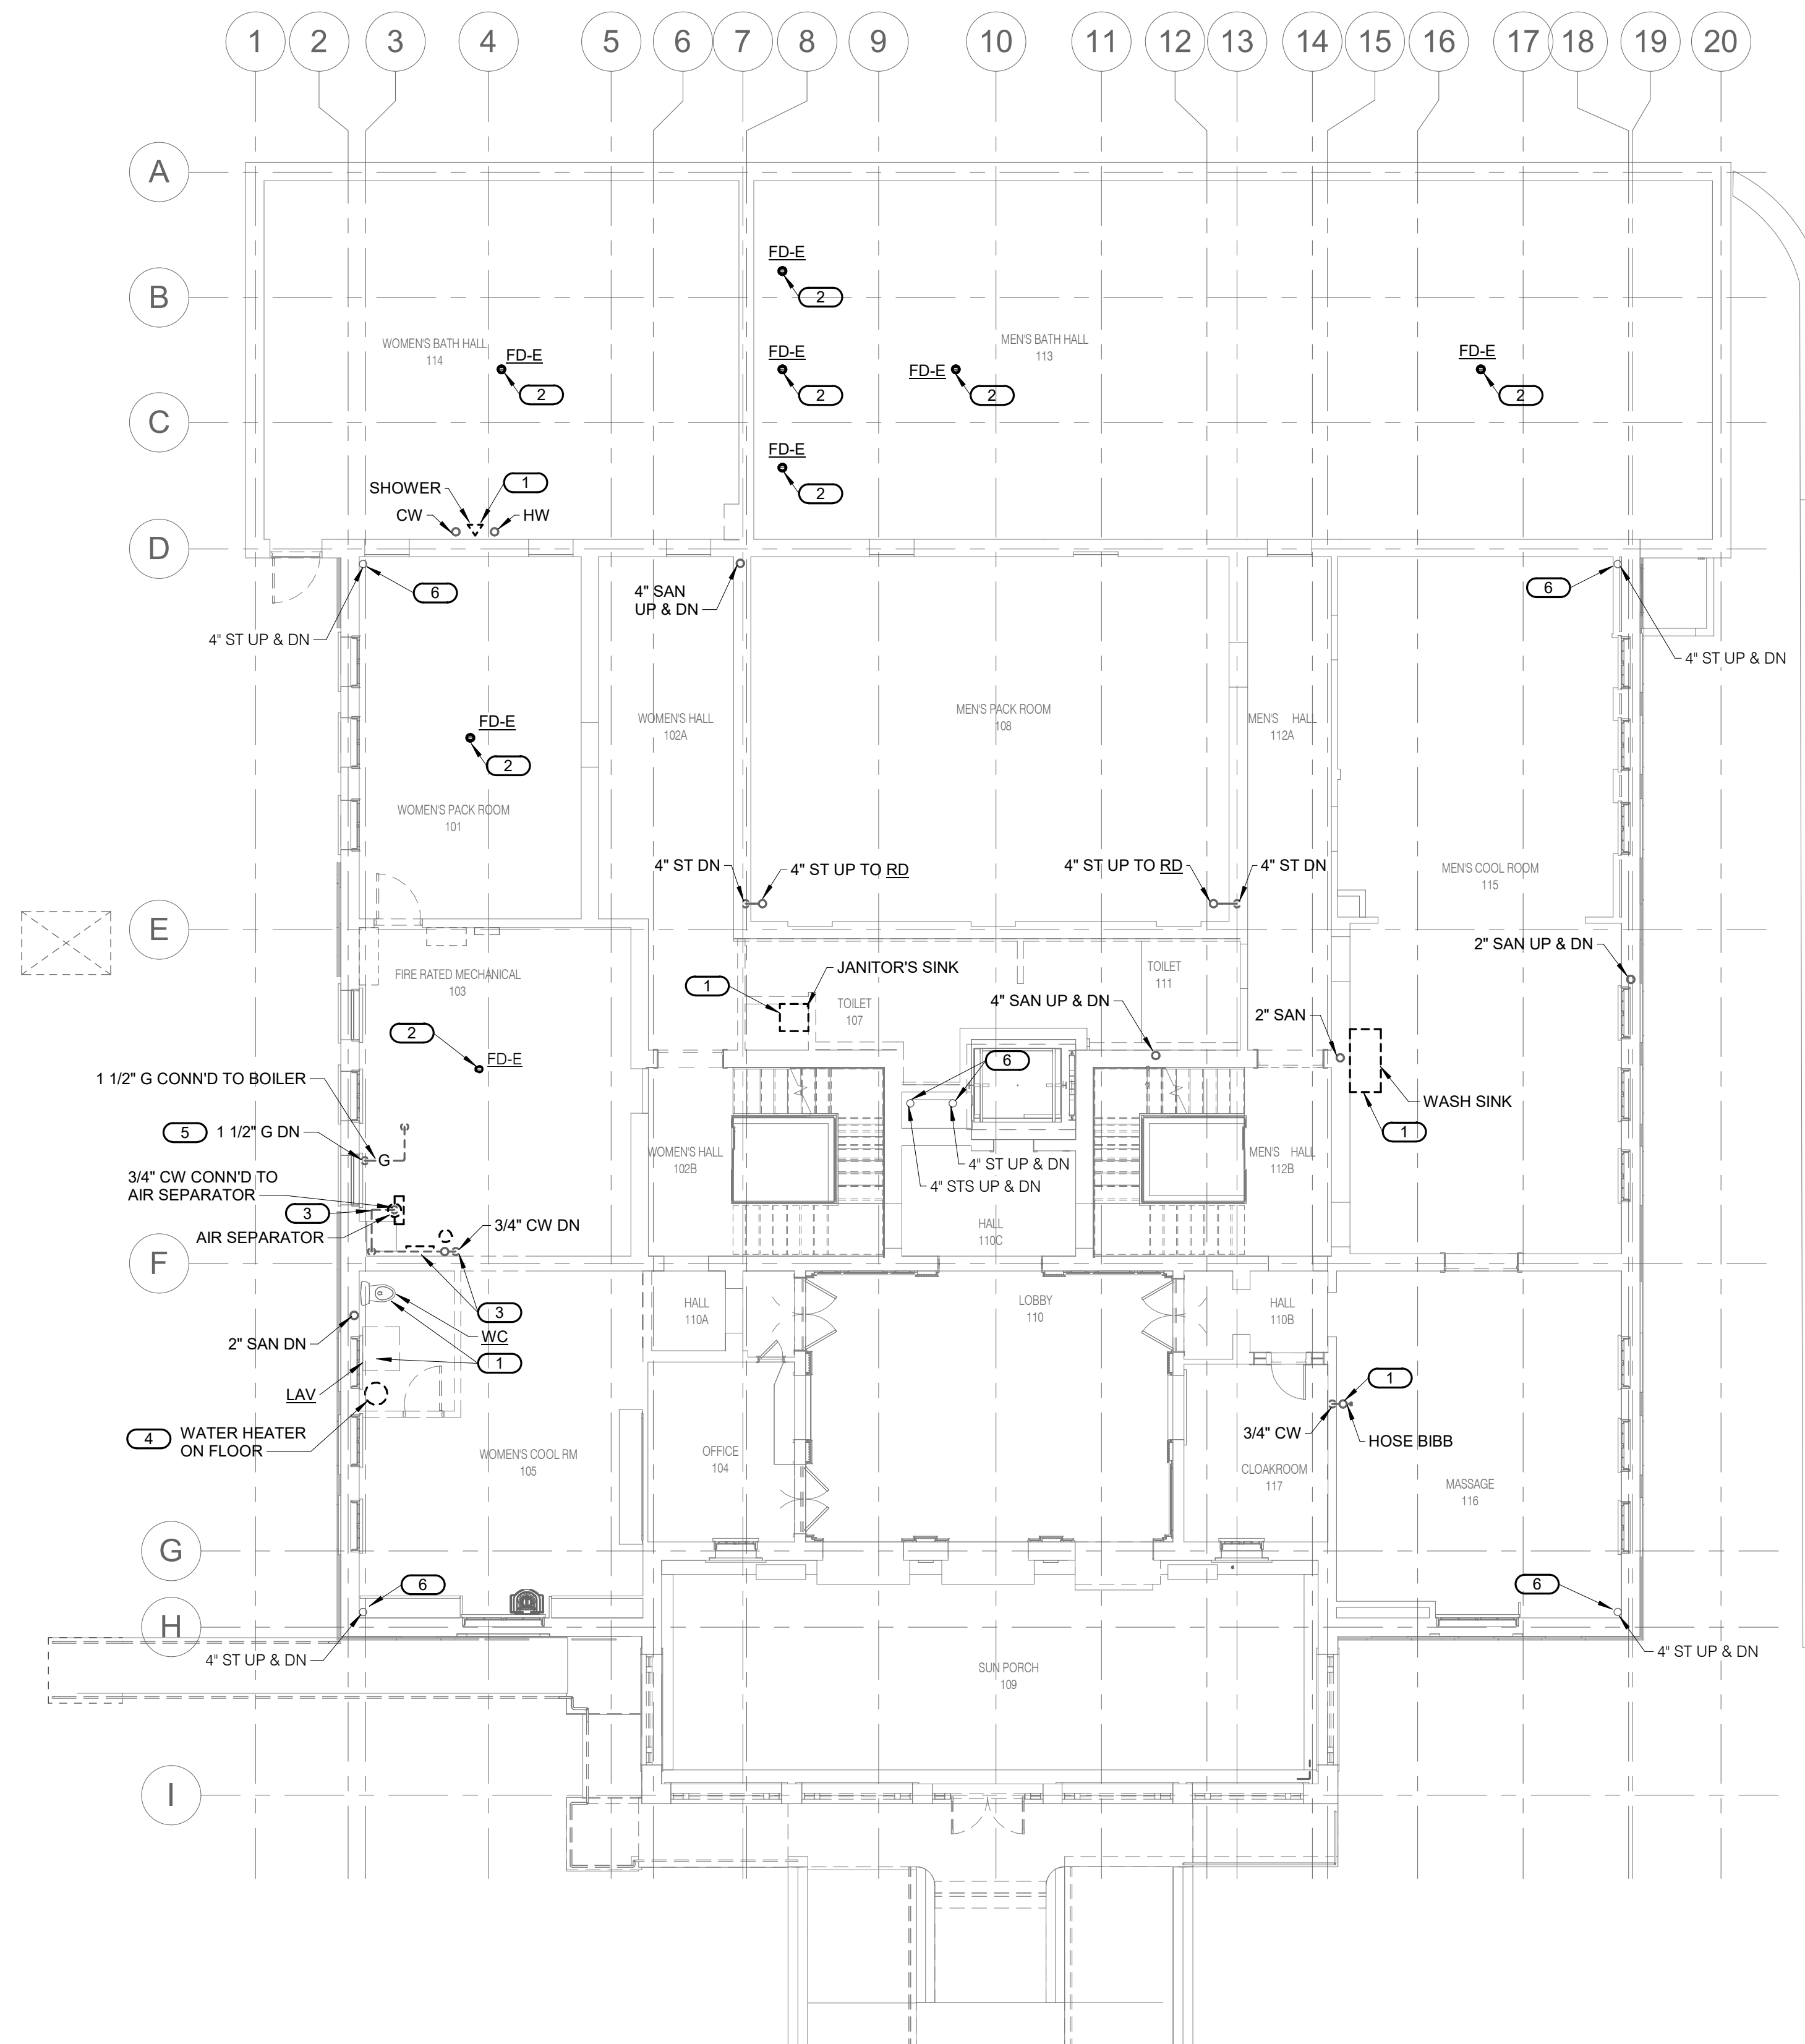 1 2 3 4 5 6 7 8 9 10 11 12 13 14 15 16 17 18 19 20
A
FD-E
2
B
WOMEN'S BATH HALL
114
FD-E
2
FD-E
2
MEN'S BATH HALL
113
FD-E
2
FD-E
2
C
FD-E
2
SHOWER
1
CW
HW
D
6
4" ST UP & DN
4" SAN
UP & DN
6
4" ST UP & DN
WOMEN'S HALL
102A
MEN'S PACK ROOM
108
MEN'S HALL
112A
FD-E
2
WOMEN'S PACK ROOM
101
4" ST DN
4" ST UP TO RD
4" ST UP TO RD
4" ST DN
MEN'S COOL ROOM
115
E
2" SAN UP & DN
FIRE RATED MECHANICAL
103
1
JANITOR'S SINK
TOILET
107
TOILET
111
4" SAN UP & DN
2" SAN
2
FD-E
6
WASH SINK
1
1 1/2" G CONN'D TO BOILER
5
1 1/2" G DN
G
3/4" CW CONN'D TO
AIR SEPARATOR
3
AIR SEPARATOR
3/4" CW DN
WOMEN'S HALL
102B
4" ST UP & DN
4" STS UP & DN
MEN'S HALL
112B
HALL
110C
F
3
WC
2" SAN DN
1
LAV
HALL
110A
LOBBY
110
HALL
110B
4
WATER HEATER
ON FLOOR
WOMEN'S COOL RM
105
OFFICE
104
1
3/4" CW
HOSE BIBB
CLOAKROOM
117
MASSAGE
116
G
6
6
H
4" ST UP & DN
4" ST UP & DN
SUN PORCH
109
I